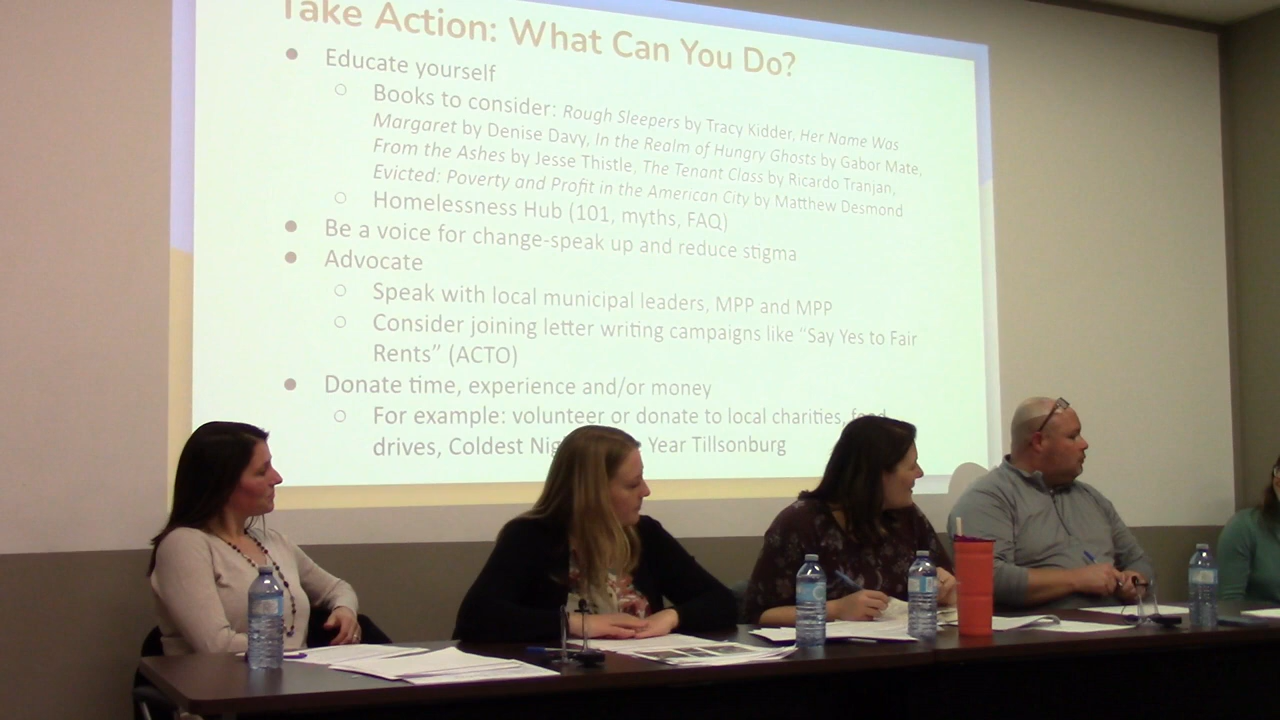 Take Action: What Can You Do?
● Educate yourself
○ Books to consider: Rough Sleepers by Tracy Kidder, Her Name Was
Margaret by Denise Davy, In the Realm of Hungry Ghosts by Gabor Mate,
From the Ashes by Jesse Thistle, The Tenant Class by Ricardo Tranjan,
Evicted: Poverty and Profit in the American City by Matthew Desmond
○ Homelessness Hub (101, myths, FAQ)
● Be a voice for change-speak up and reduce stigma
● Advocate
○ Speak with local municipal leaders, MPP and MPP
○ Consider joining letter writing campaigns like “Say Yes to Fair
Rents” (ACTO)
● Donate time, experience and/or money
○ For example: volunteer or donate to local charities, food
drives, Coldest Year Tillsonburg